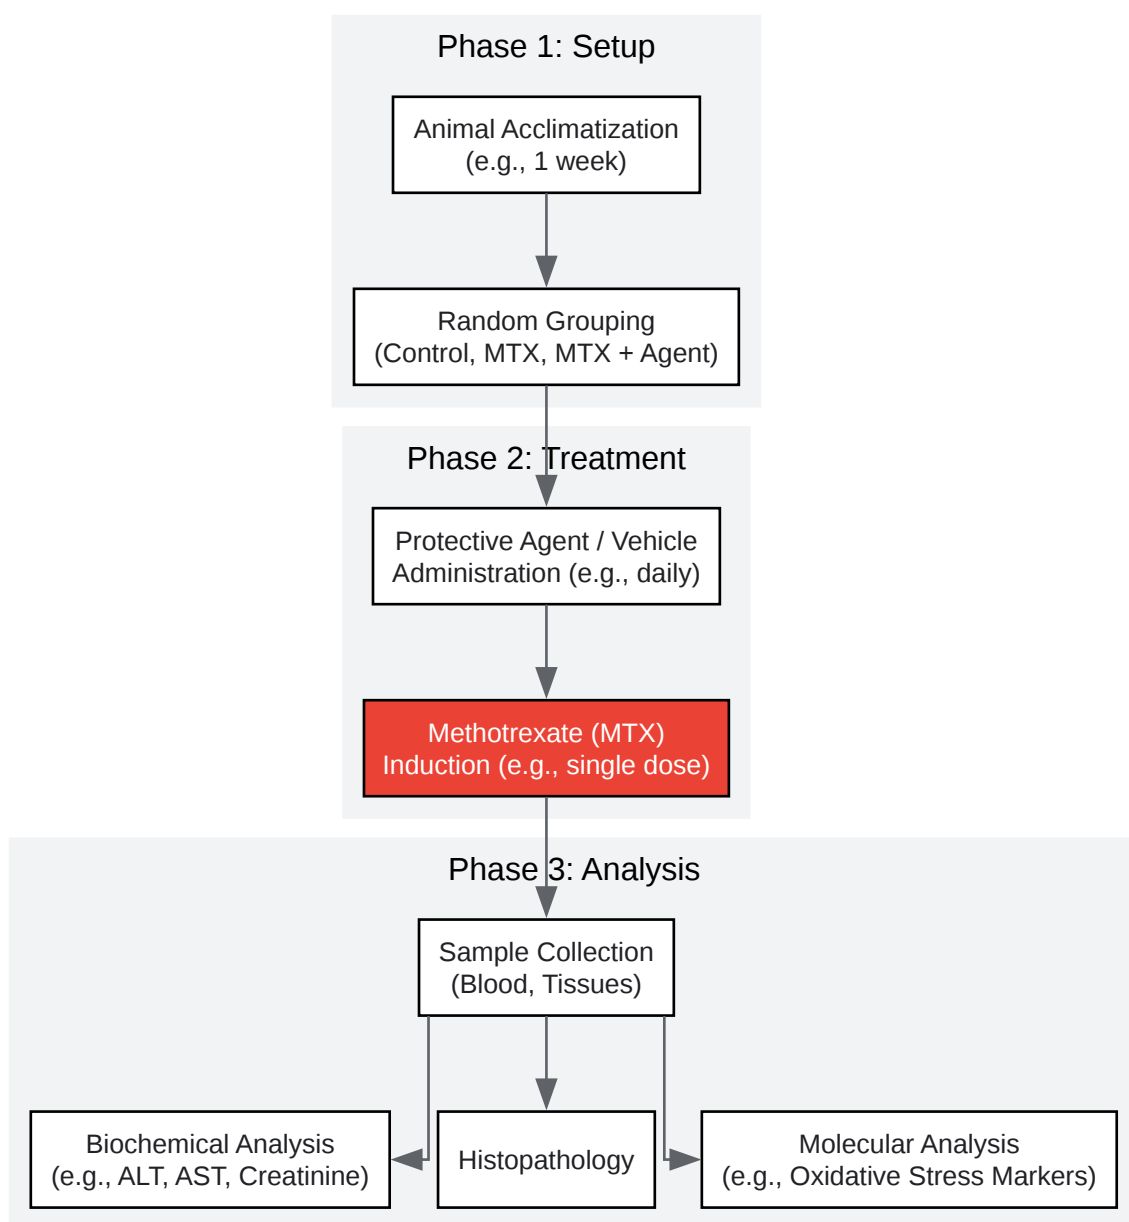 Phase 1: Setup
Animal Acclimatization
(e.g., 1 week)
Random Grouping
(Control, MTX, MTX + Agent)
Phase 2: Treatment
Protective Agent / Vehicle
Administration (e.g., daily)
Methotrexate (MTX)
Induction (e.g., single dose)
Phase 3: Analysis
Sample Collection
(Blood, Tissues)
Biochemical Analysis
(e.g., ALT, AST, Creatinine)
Histopathology
Molecular Analysis
(e.g., Oxidative Stress Markers)